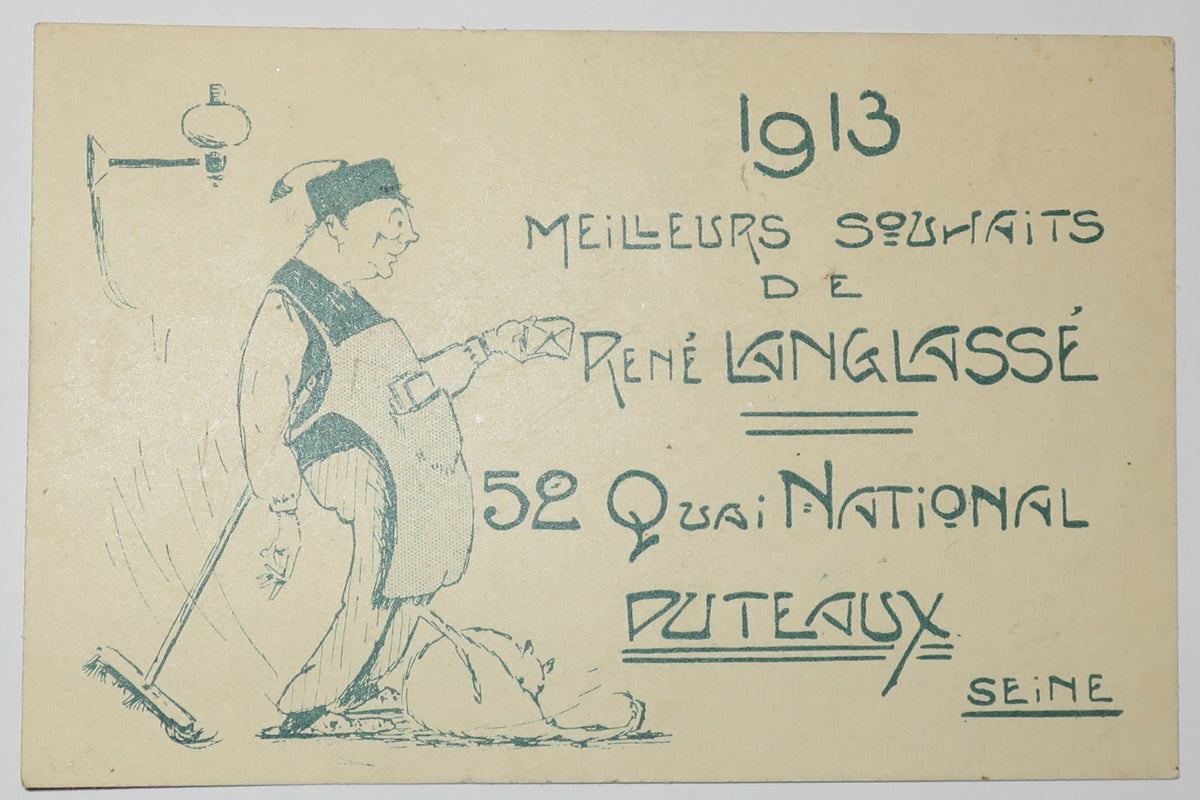 1913
MEiLLEURS SOUHAiTS
DE
RENÉ LANGLASSÉ
52 QUAi NATiONAL
PUTEAUX.
SEiNE